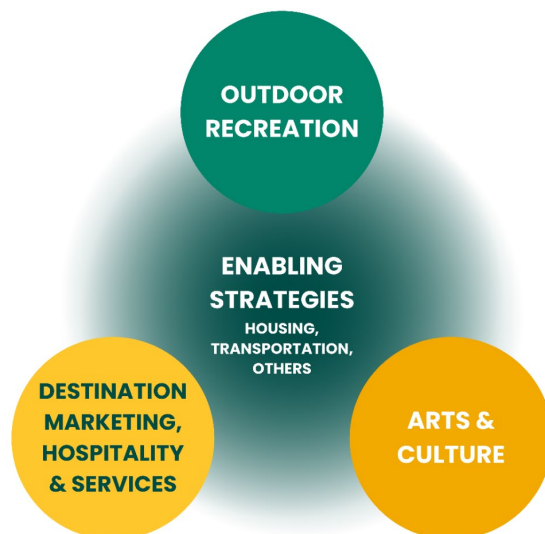 OUTDOOR
RECREATION
ENABLING
STRATEGIES
HOUSING,
TRANSPORTATION,
OTHERS
DESTINATION
MARKETING,
HOSPITALITY
& SERVICES
ARTS &
CULTURE